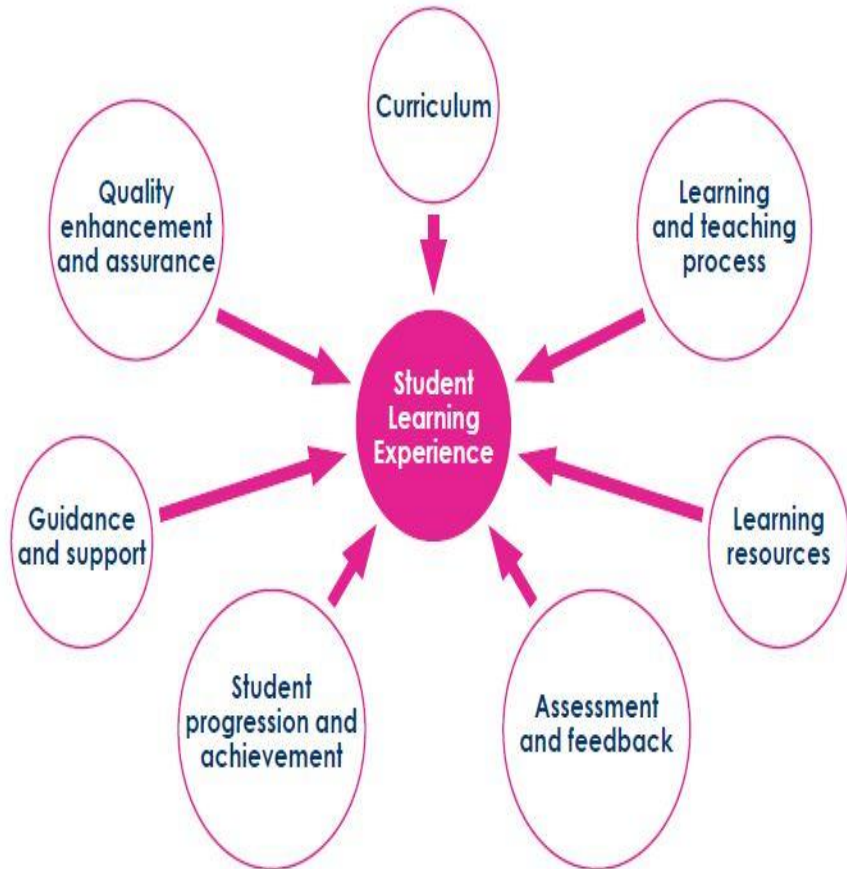 Curriculum
Quality
enhancement
and assurance
Learning
and teaching
process
Student
Learning
Experience
Guidance
and support
Learning
resources
Student
progression and
achievement
Assessment
and feedback